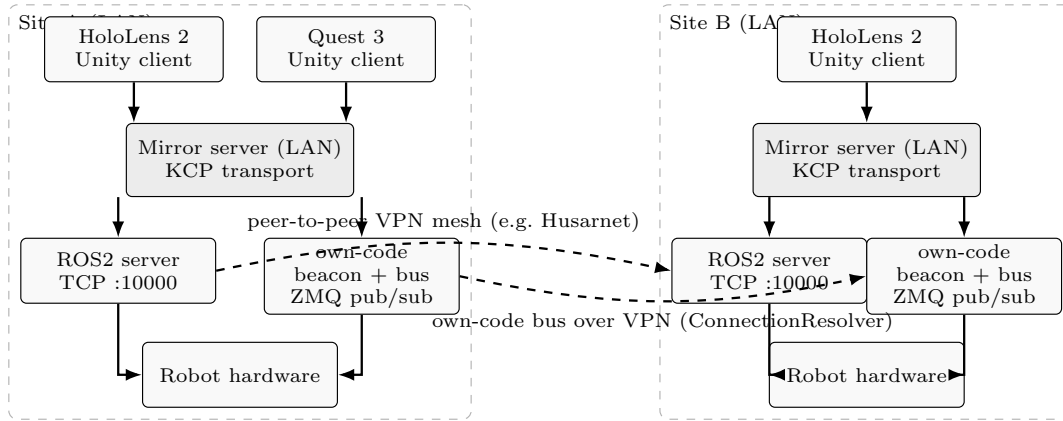 Site A (LAN)
HoloLens 2
Unity client
Quest 3
Unity client
Mirror server (LAN)
KCP transport
ROS2 server
TCP :10000
own-code
beacon + bus
ZMQ pub/sub
Robot hardware
peer-to-peer VPN mesh (e.g. Husarnet)
own-code bus over VPN (ConnectionResolver)
Site B (LAN)
HoloLens 2
Unity client
Mirror server (LAN)
KCP transport
ROS2 server
TCP :10000
own-code
beacon + bus
ZMQ pub/sub
Robot hardware